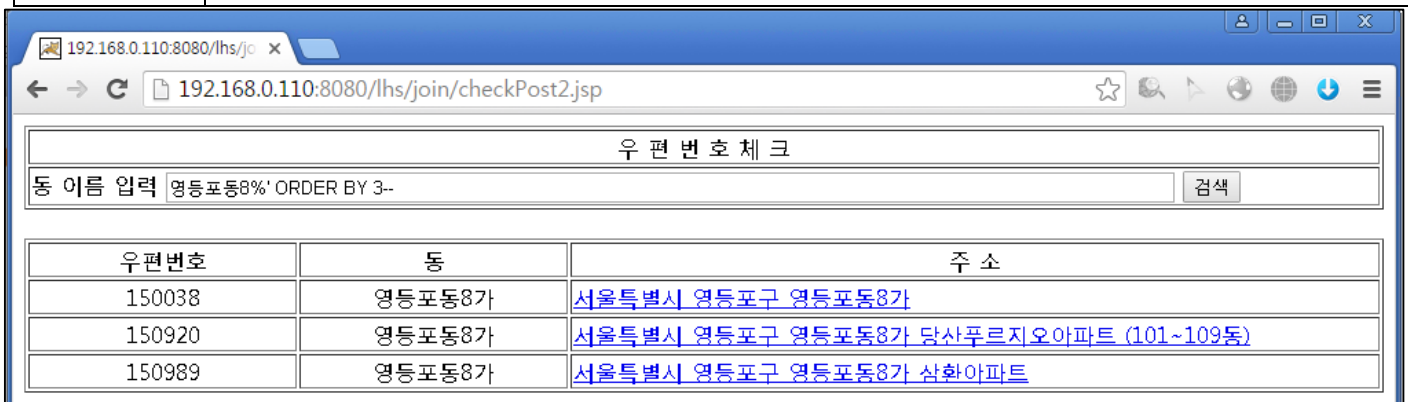 192.168.0.110:8080/lhs/jo
192.168.0.110:8080/lhs/join/checkPost2.jsp
우 편 번 호 체 크
동 이름 입력 영등포동8%' ORDER BY 3-- 검색
우편번호 동 주 소
150038 영등포동8가 서울특별시 영등포구 영등포동8가
150920 영등포동8가 서울특별시 영등포구 영등포동8가 당산푸르지오아파트 (101~109동)
150989 영등포동8가 서울특별시 영등포구 영등포동8가 삼환아파트